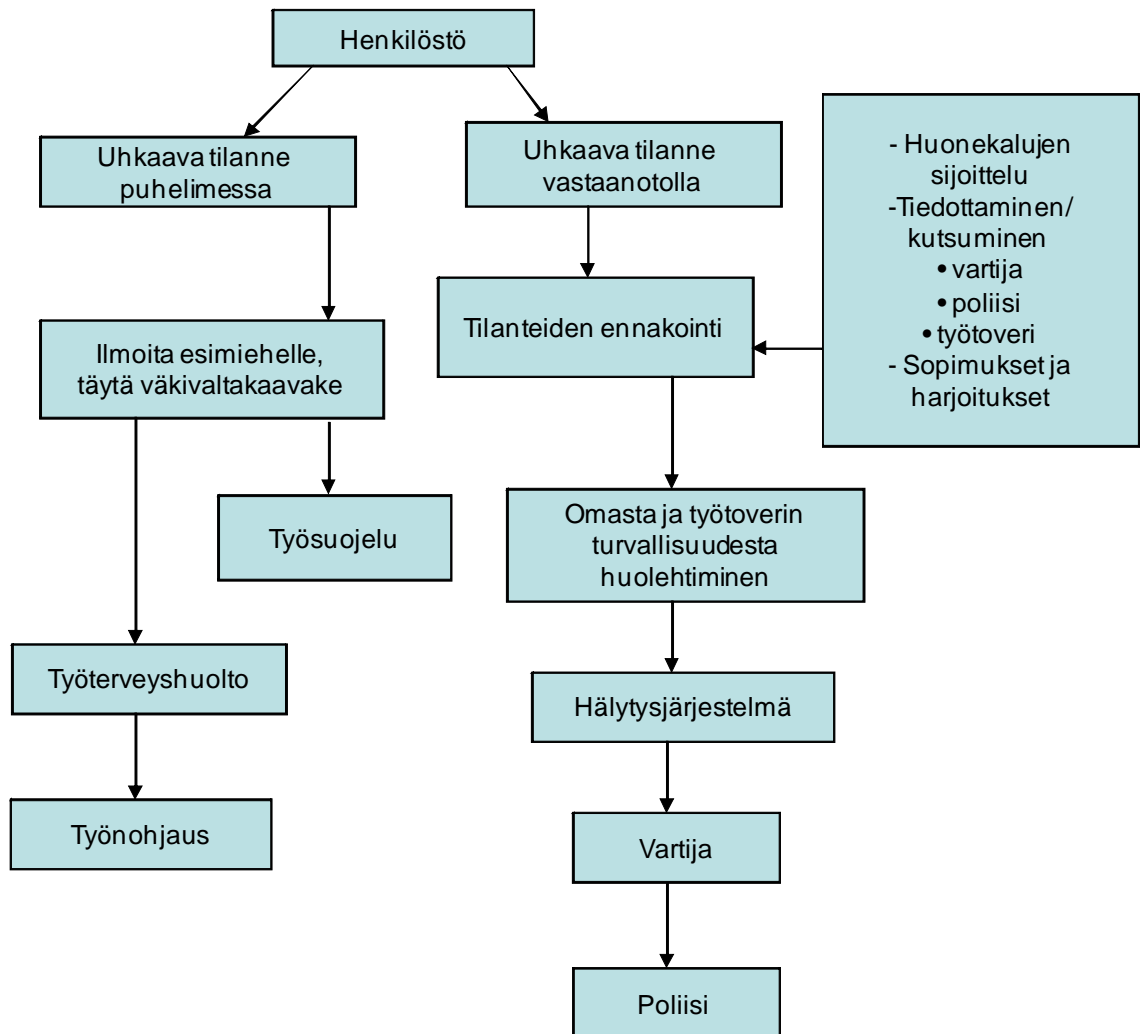 Henkilöstö
Uhkaava tilanne
puhelimessa
Uhkaava tilanne
vastaanotolla
- Huonekalujen
sijoittelu
-Tiedottaminen/
kutsuminen
• vartija
• poliisi
• työtoveri
- Sopimukset ja
harjoitukset
Tilanteiden ennakointi
Ilmoita esimiehelle,
täytä väkivaltakaavake
Työsuojelu
Omasta ja työtoverin
turvallisuudesta
huolehtiminen
Työterveyshuolto
Hälytysjärjestelmä
Työnohjaus
Vartija
Poliisi